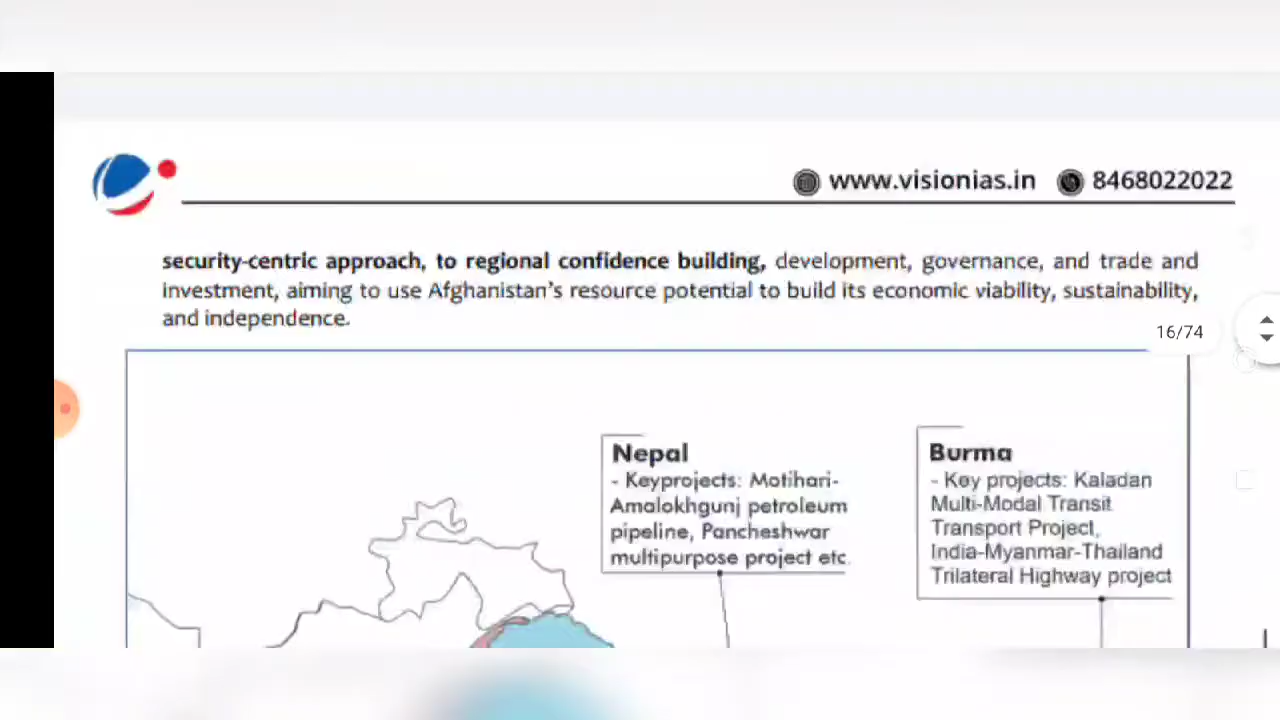 www.visionias.in 8468022022
security-centric approach, to regional confidence building, development, governance, and trade and
investment, aiming to use Afghanistan's resource potential to build its economic viability, sustainability,
and independence.
16/74
Nepal
- Keyprojects: Motihari-
Amalokhgunj petroleum
pipeline, Pancheshwar
multipurpose project etc.
Burma
- Key projects: Kaladan
Multi-Modal Transit
Transport Project,
India-Myanmar-Thailand
Trilateral Highway project